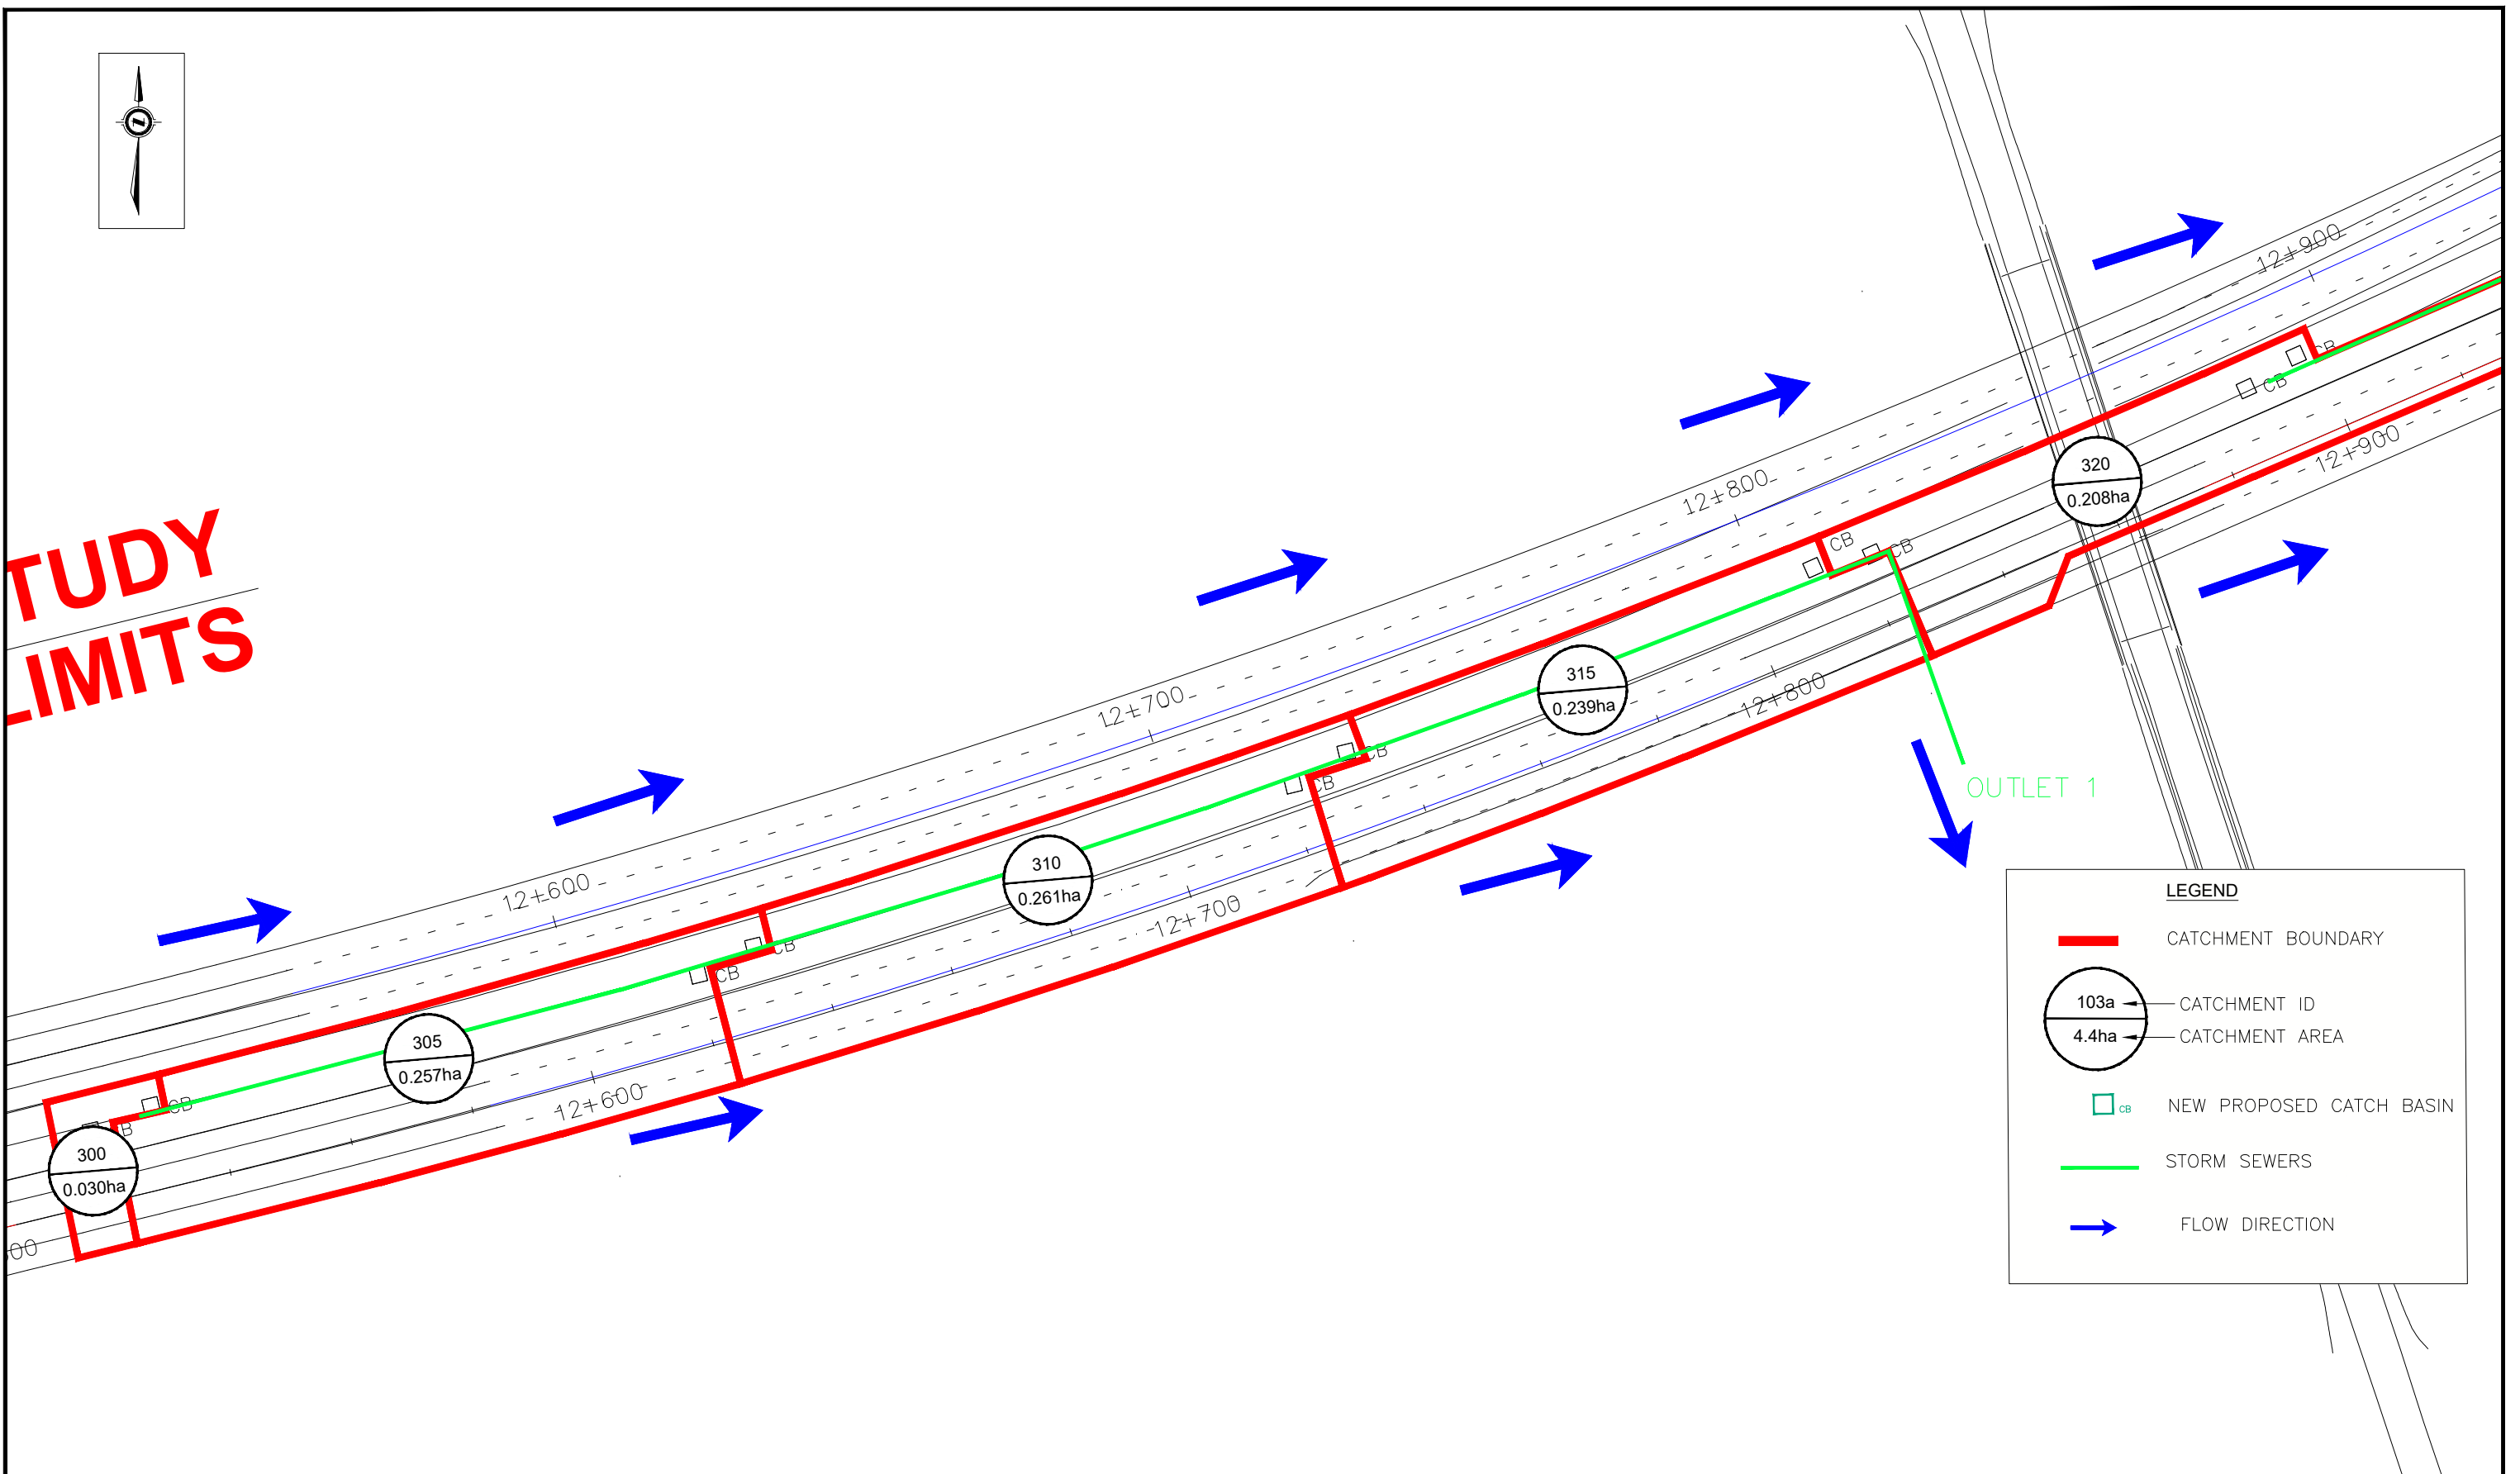 TUDY
LIMITS
12+900
12+800
12+700
12+600
CB
CB
CB
CB
320
0.208ha
12+900
315
0.239ha
12+800
CB
CB
OUTLET 1
310
0.261ha
12+700
CB
CB
305
0.257ha
12+600
CB
300
0.030ha
LEGEND
CATCHMENT BOUNDARY
103a
CATCHMENT ID
4.4ha
CATCHMENT AREA
CB
NEW PROPOSED CATCH BASIN
STORM SEWERS
FLOW DIRECTION